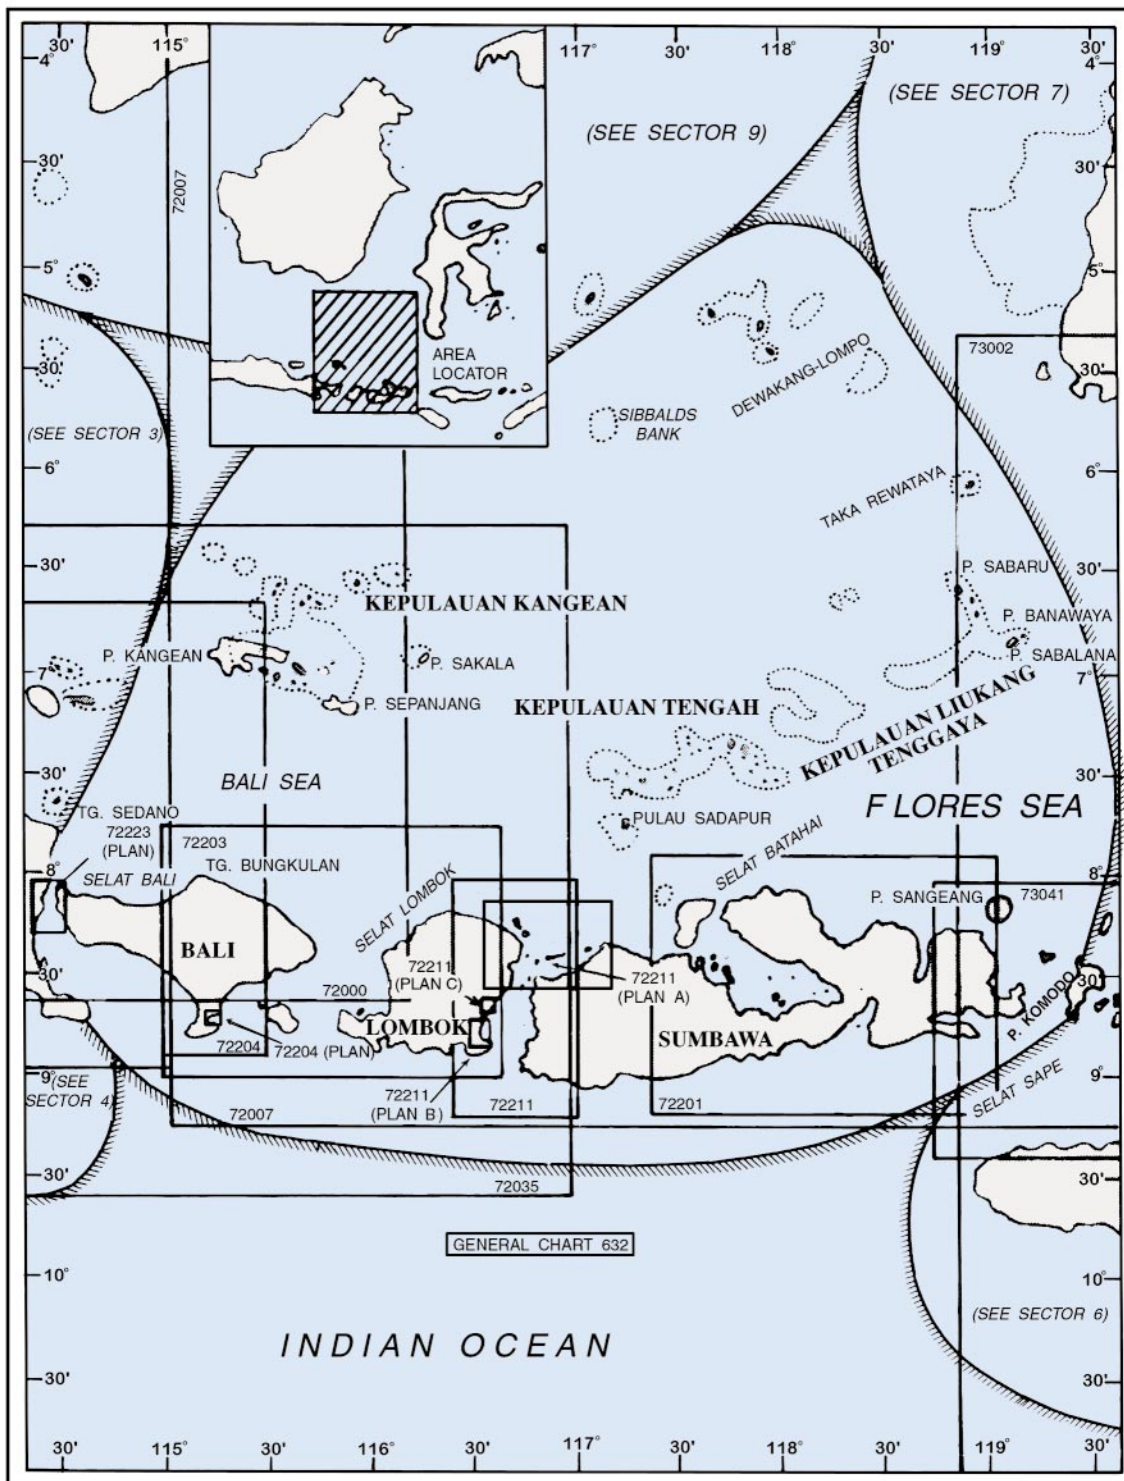 30'
115°
117°
30'
118°
30'
119°
30'
4°
4°
(SEE SECTOR 7)
(SEE SECTOR 9)
30'
30'
72007
5°
5°
AREA
LOCATOR
73002
30'
30'
DEWAKANG-LOMPO
SIBBALDS
BANK
(SEE SECTOR 3)
6°
6°
TAKA REWATAYA
30'
30'
P. SABARU
KEPULAUAN KANGEAN
P. BANAWAYA
P. KANGEAN
P. SAKALA
P. SABALANA
7°
7°
P. SEPANJANG
KEPULAUAN TENGAH
KEPULAUAN LIUKANG
TENGGAYA
30'
30'
BALI SEA
FLORES SEA
TG. SEDANO
72223
(PLAN)
PULAU SADAPUR
72203
TG. BUNGKULAN
SELAT BATAHAI
8°
8°
SELAT BALI
P. SANGEANG
73041
SELAT LOMBOK
BALI
72211
(PLAN C)
72211
(PLAN A)
30'
30'
72000
P. KOMODO
LOMBOK
SUMBAWA
72204
72204 (PLAN)
9°
9°
(SEE
SECTOR 4)
72211
(PLAN B)
72211
72201
SELAT SAPE
72007
30'
30'
72035
GENERAL CHART 632
10°
10°
(SEE SECTOR 6)
INDIAN OCEAN
30'
30'
30'
115°
30'
116°
30'
117°
30'
118°
30'
119°
30'